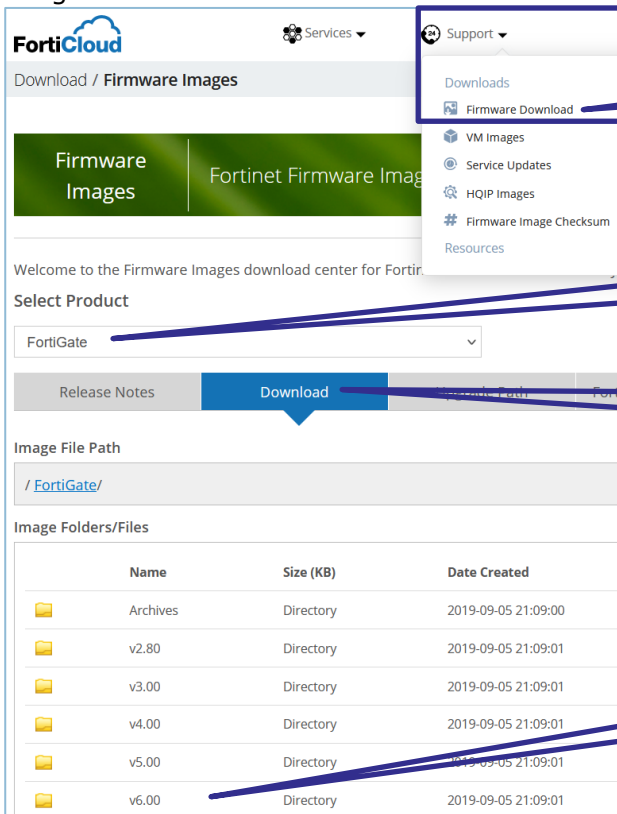 FortiCloud
Services
24 Support
Download / Firmware Images
Downloads
Firmware Download
VM Images
Service Updates
HQIP Images
# Firmware Image Checksum
Resources
Firmware Images
Fortinet Firmware Imag
Welcome to the Firmware Images download center for Fortin
Select Product
FortiGate
Release Notes
Download
Upgrade Path
Image File Path
/ FortiGate/
Image Folders/Files
Name Size (KB) Date Created
Archives Directory 2019-09-05 21:09:00
v2.80 Directory 2019-09-05 21:09:01
v3.00 Directory 2019-09-05 21:09:01
v4.00 Directory 2019-09-05 21:09:01
v5.00 Directory 2019-09-05 21:09:01
v6.00 Directory 2019-09-05 21:09:01